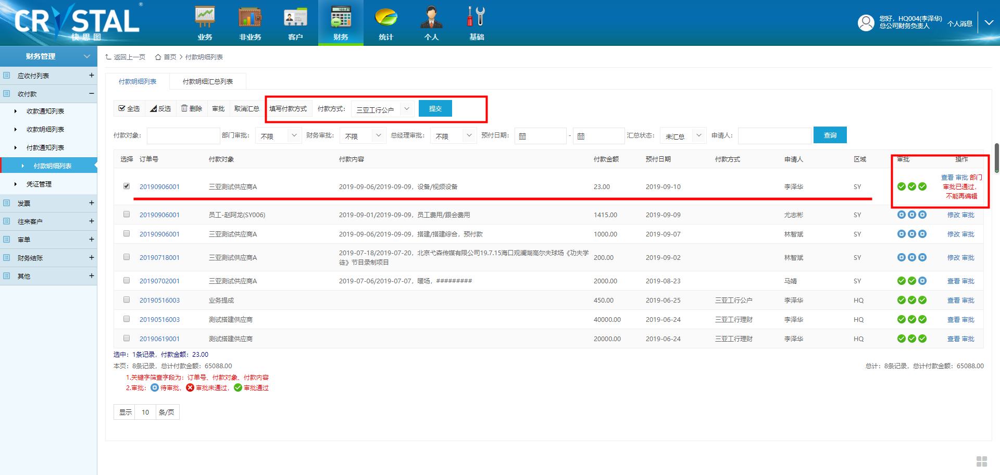 CRYSTAL ®
快思图
业务 非业务 客户 财务 统计 个人 基础
您好，HQ004(李泽华)
总公司财务负责人
个人消息
财务管理
应收付列表 +
收付款 −
收款通知列表
收款明细列表
付款通知列表
付款明细列表
凭证管理
发票 +
往来客户 +
审单 +
财务结账 +
其他 +
返回上一页 首页 > 付款明细列表
付款明细列表 付款明细汇总列表
全选 反选 删除 审批 取消汇总 填写付款方式 付款方式： 三亚工行公户 提交
付款对象： 部门审批： 不限 财务审批： 不限 总经理审批： 不限 预付日期： - 汇总状态： 未汇总 申请人： 查询
选择 订单号 付款对象 付款内容 付款金额 预付日期 付款方式 申请人 区域 审批 操作
20190906001 三亚测试供应商A 2019-09-06/2019-09-09，设备/视频设备 23.00 2019-09-10 李泽华 SY 查看 审批 部门
审批已通过，
不能再编辑
20190906001 员工-赵阿龙(SY006) 2019-09-01/2019-09-09，员工费用/跟会费用 1415.00 2019-09-09 尤志彬 SY 修改 审批
20190906001 三亚测试供应商A 2019-09-06/2019-09-09，搭建/搭建综合，预付款 1000.00 2019-09-07 林智斌 SY 修改 审批
20190718001 三亚测试供应商A 2019-07-18/2019-07-20，北京弋森传媒有限公司19.7.15海口观澜湖高尔夫球场《功夫学
徒》节目录制项目 200.00 2019-09-02 林智斌 SY 修改 审批
20190702001 三亚测试供应商A 2019-07-06/2019-07-07，暖场，######### 2000.00 2019-08-23 马婧 SY 查看 审批
20190516003 业务提成 450.00 2019-06-25 三亚工行公户 李泽华 HQ 查看 审批
20190516003 测试搭建供应商 40000.00 2019-06-24 三亚工行理财 李泽华 HQ 查看 审批
20190619001 测试搭建供应商 20000.00 2019-06-24 三亚工行理财 李泽华 HQ 查看 审批
选中：1条记录，付款金额：23.00
本页：8条记录，总计付款金额：65088.00 总计：8条记录，总计付款金额：65088.00
1.关键字筛查字段为：订单号、付款对象、付款内容
2.审批： 待审批， 审批未通过， 审批通过
显示 10 条/页